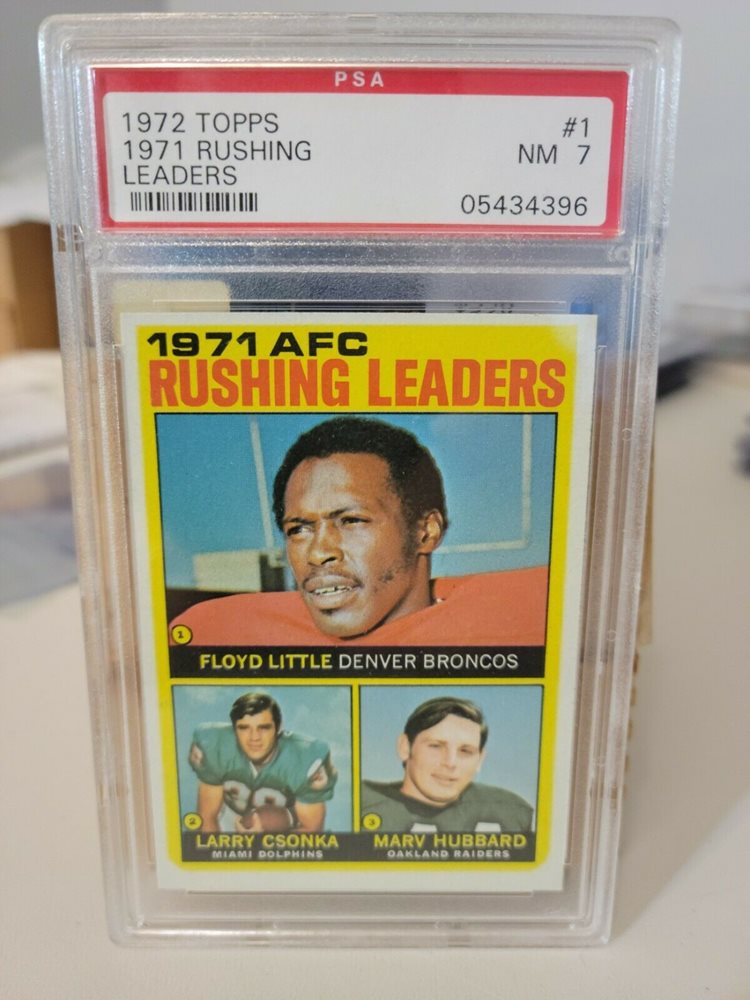 PSA
1972 TOPPS #1
1971 RUSHING NM 7
LEADERS
05434396
1971 AFC
RUSHING LEADERS
1
FLOYD LITTLE DENVER BRONCOS
2
LARRY CSONKA
MIAMI DOLPHINS
3
MARV HUBBARD
OAKLAND RAIDERS